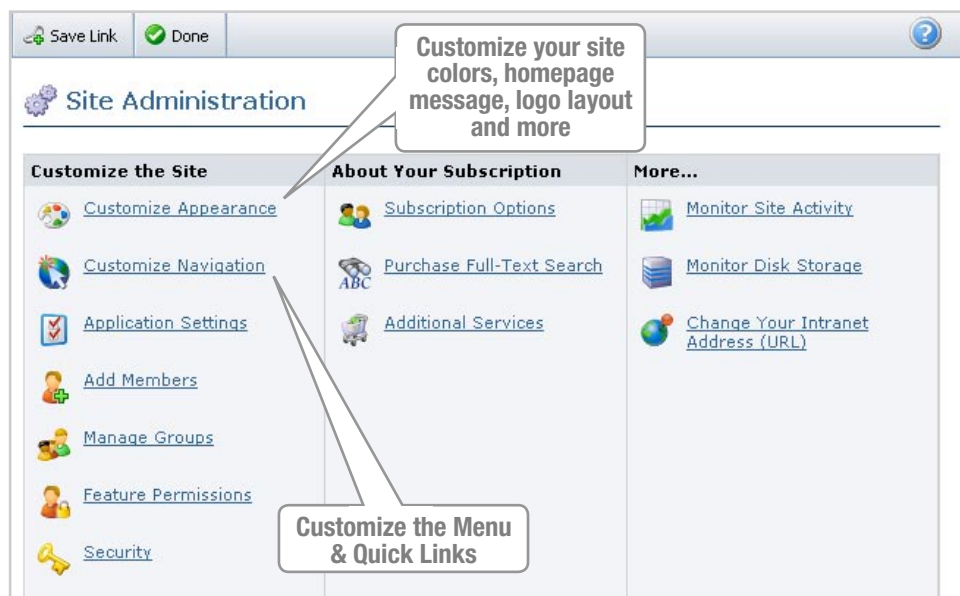 Save Link
Done
Customize your site
colors, homepage
message, logo layout
and more
Site Administration
Customize the Site
Customize Appearance
Customize Navigation
Application Settings
Add Members
Manage Groups
Feature Permissions
Security
About Your Subscription
Subscription Options
ABC
Purchase Full-Text Search
Additional Services
More...
Monitor Site Activity
Monitor Disk Storage
Change Your Intranet
Address (URL)
Customize the Menu
& Quick Links